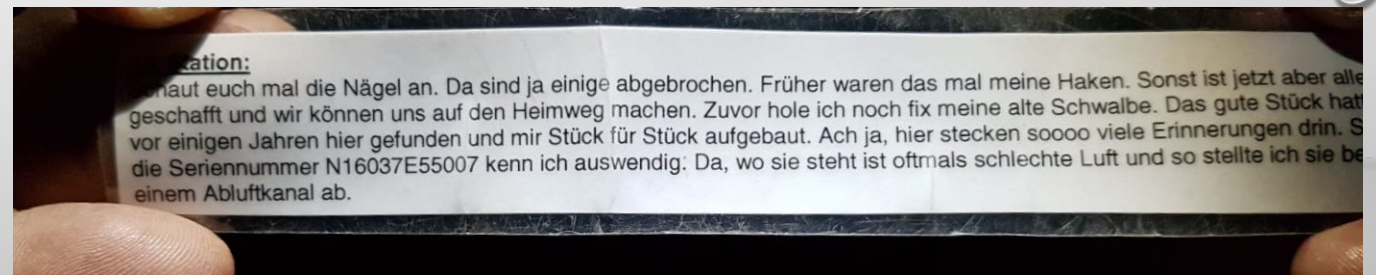 ation:
haut euch mal die Nägel an. Da sind ja einige abgebrochen. Früher waren das mal meine Haken. Sonst ist jetzt aber alle
geschafft und wir können uns auf den Heimweg machen. Zuvor hole ich noch fix meine alte Schwalbe. Das gute Stück hat
vor einigen Jahren hier gefunden und mir Stück für Stück aufgebaut. Ach ja, hier stecken soooo viele Erinnerungen drin. S
die Seriennummer N16037E55007 kenn ich auswendig: Da, wo sie steht ist oftmals schlechte Luft und so stellte ich sie be
einem Abluftkanal ab.